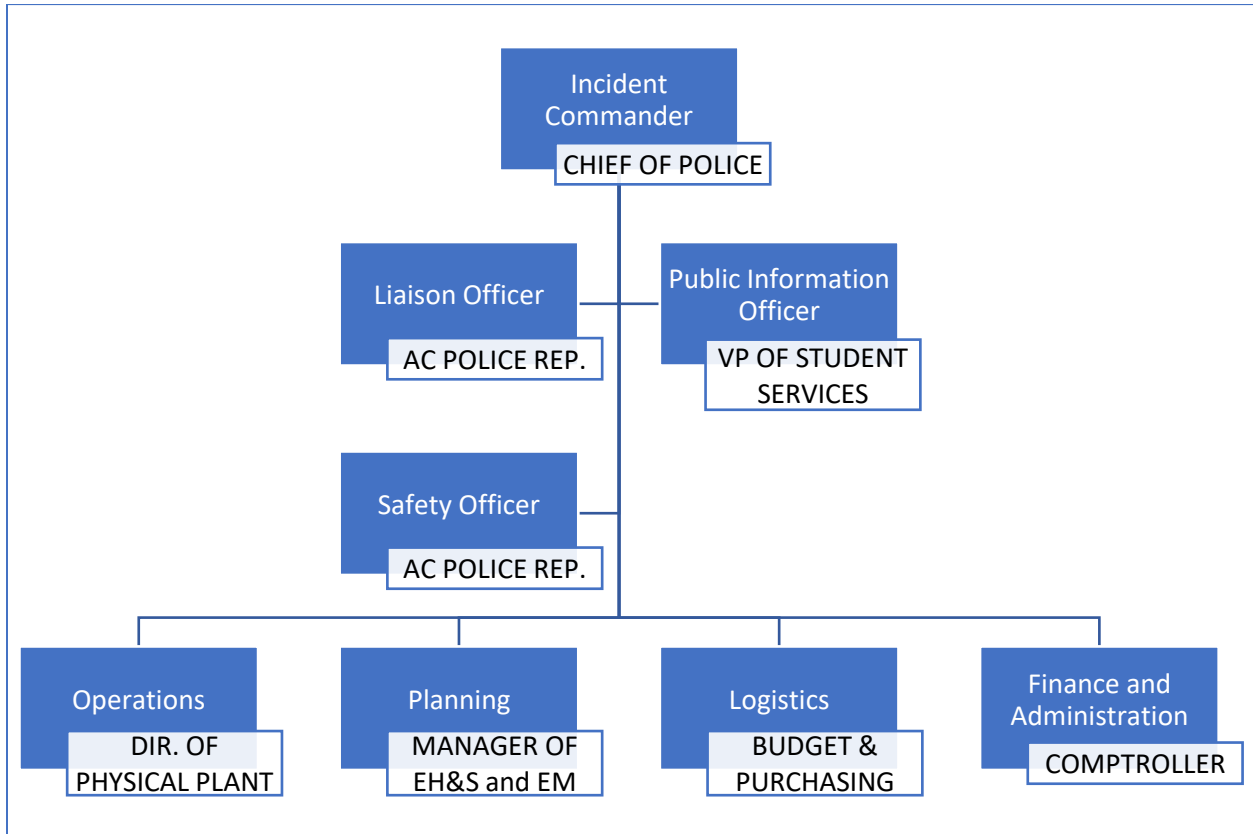 Incident
Commander
CHIEF OF POLICE
Liaison Officer
AC POLICE REP.
Public Information
Officer
VP OF STUDENT
SERVICES
Safety Officer
AC POLICE REP.
Operations
DIR. OF
PHYSICAL PLANT
Planning
MANAGER OF
EH&S and EM
Logistics
BUDGET &
PURCHASING
Finance and
Administration
COMPTROLLER